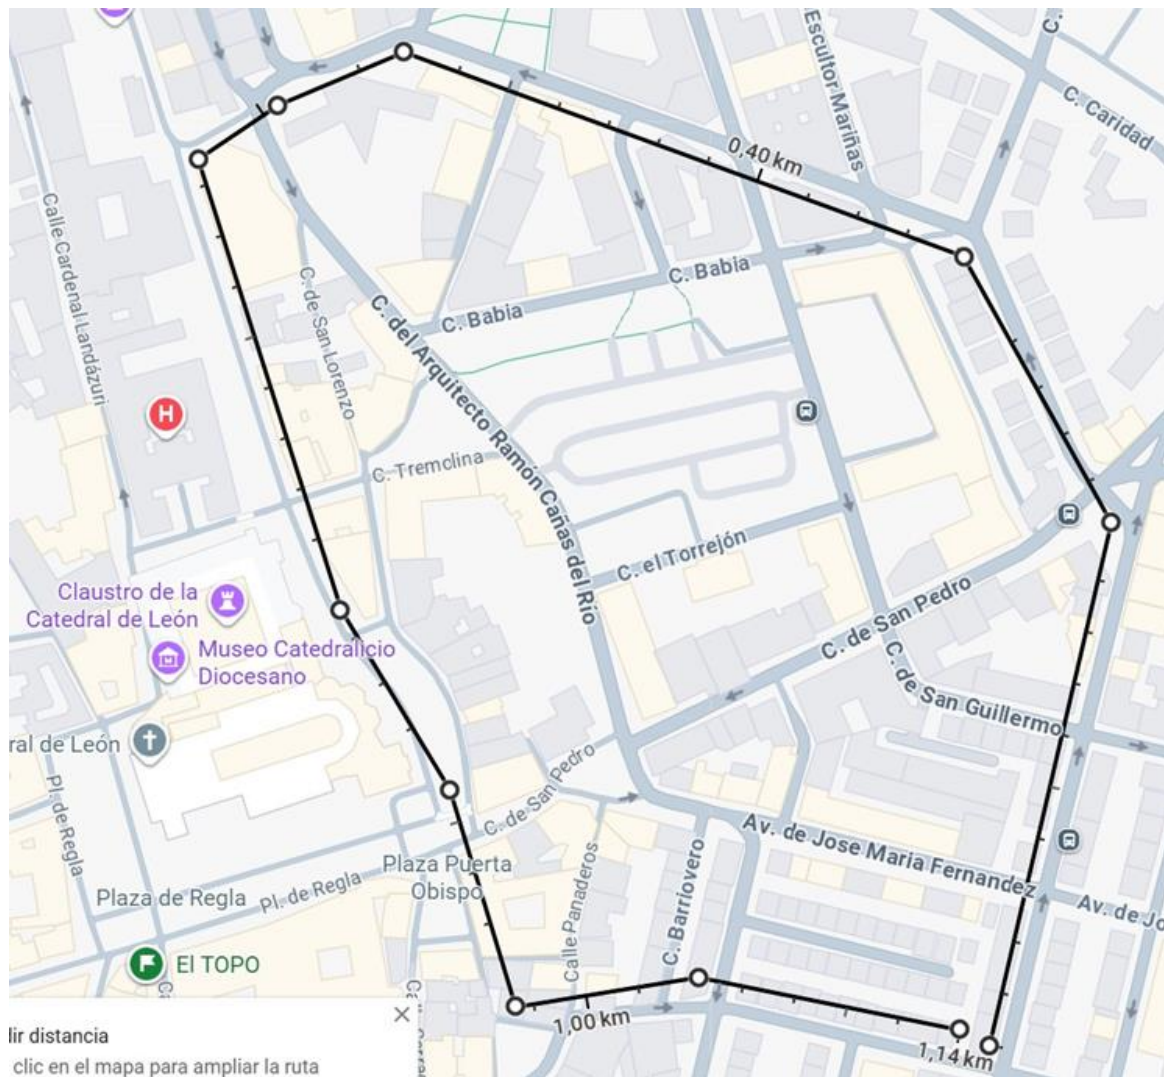 Escultor Mariñas
C.
C. Caridad
0,40 km
Calle Cardenal Landázuri
C. de San Lorenzo
C. Babia
C. Babia
C. del Arquitecto Ramón Cañas del Río
H
C. Tremolina
C. el Torrejón
Claustro de la
Catedral de León
Museo Catedralicio
Diocesano
C. de San Pedro
C. de San Guillermo
ral de León
Pl. de Regla
C. de San Pedro
Av. de Jose Maria Fernandez
Av. de Jo
Plaza Puerta
Obispo
Plaza de Regla
Pl. de Regla
Calle Panaderos
C. Barriovero
El TOPO
Ca
1,00 km
1,14 km
dir distancia
clic en el mapa para ampliar la ruta